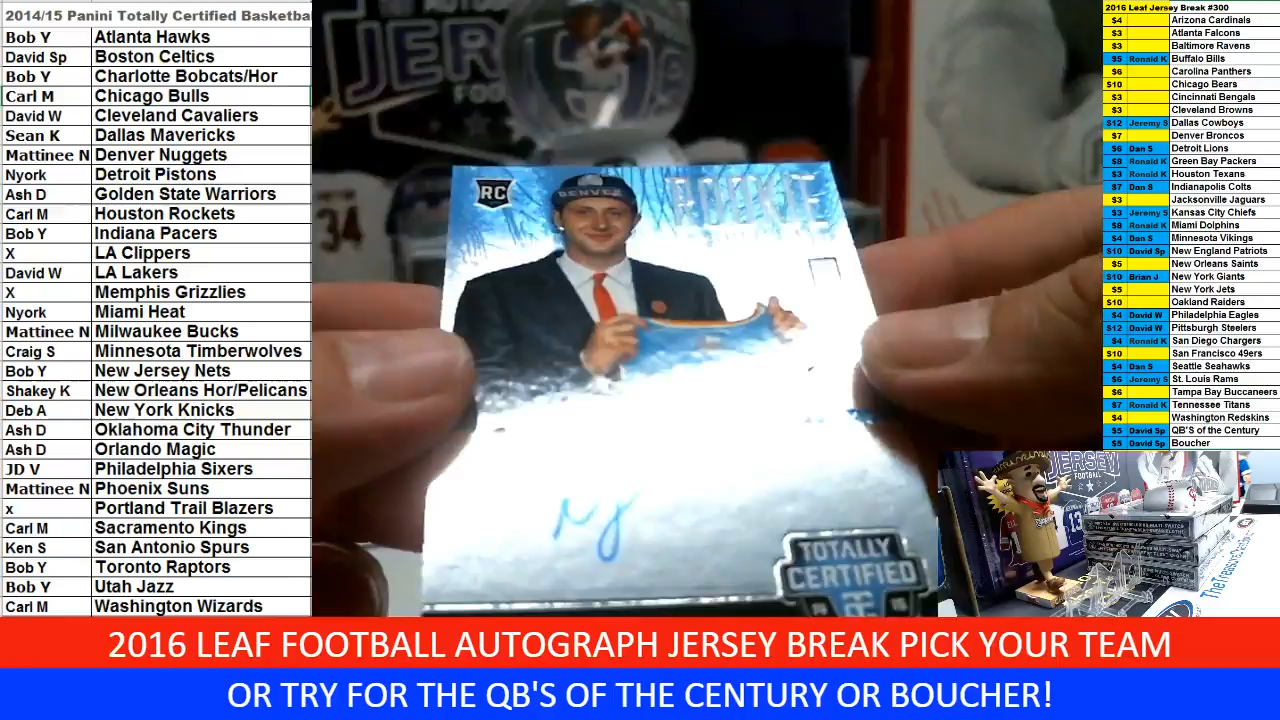 2014/15 Panini Totally Certified Basketba
Bob Y Atlanta Hawks
David Sp Boston Celtics
Bob Y Charlotte Bobcats/Hor
Carl M Chicago Bulls
David W Cleveland Cavaliers
Sean K Dallas Mavericks
Mattinee N Denver Nuggets
Nyork Detroit Pistons
Ash D Golden State Warriors
Carl M Houston Rockets
Bob Y Indiana Pacers
X LA Clippers
David W LA Lakers
X Memphis Grizzlies
Nyork Miami Heat
Mattinee N Milwaukee Bucks
Craig S Minnesota Timberwolves
Bob Y New Jersey Nets
Shakey K New Orleans Hor/Pelicans
Deb A New York Knicks
Ash D Okiahoma City Thunder
Ash D Orlando Magic
JD V Philadelphia Sixers
Mattinee N Phoenix Suns
x Portland Trail Blazers
Carl M Sacramento Kings
Ken S San Antonio Spurs
Bob Y Toronto Raptors
Bob Y Utah Jazz
Carl M Washington Wizards
JER
34
RC
DENVER
ROOKIE
TOTALLY
CERTIFIED
14 15
2016 Leaf Jersey Break #300
$4 Arizona Cardinals
$3 Atlanta Falcons
$3 Baltimore Ravens
$5 Ronald K Buffalo Bills
$6 Carolina Panthers
$10 Chicago Bears
$3 Cincinnati Bengals
$3 Cleveland Browns
$12 Jeremy S Dallas Cowboys
$7 Denver Broncos
$6 Dan S Detroit Lions
$8 Ronald K Green Bay Packers
$3 Ronald K Houston Texans
$7 Dan S Indianapolis Colts
$3 Jacksonville Jaguars
$3 Jeremy S Kansas City Chiefs
$8 Ronald K Miami Dolphins
$4 Dan S Minnesota Vikings
$10 David Sp New England Patriots
$5 New Orleans Saints
$10 Brian J New York Giants
$5 New York Jets
$10 Oakland Raiders
$4 David W Philadelphia Eagles
$12 David W Pittsburgh Steelers
$4 Ronald K San Diego Chargers
$10 San Francisco 49ers
$4 Dan S Seattle Seahawks
$6 Jeromy S St. Louis Rams
$6 Tampa Bay Buccaneers
$7 Ronald K Tennessee Titans
$4 Washington Redskins
$5 David Sp QB'S of the Century
$5 David Sp Boucher
JERSEY
13
2016 LEAF FOOTBALL AUTOGRAPH JERSEY BREAK PICK YOUR TEAM
OR TRY FOR THE QB'S OF THE CENTURY OR BOUCHER!